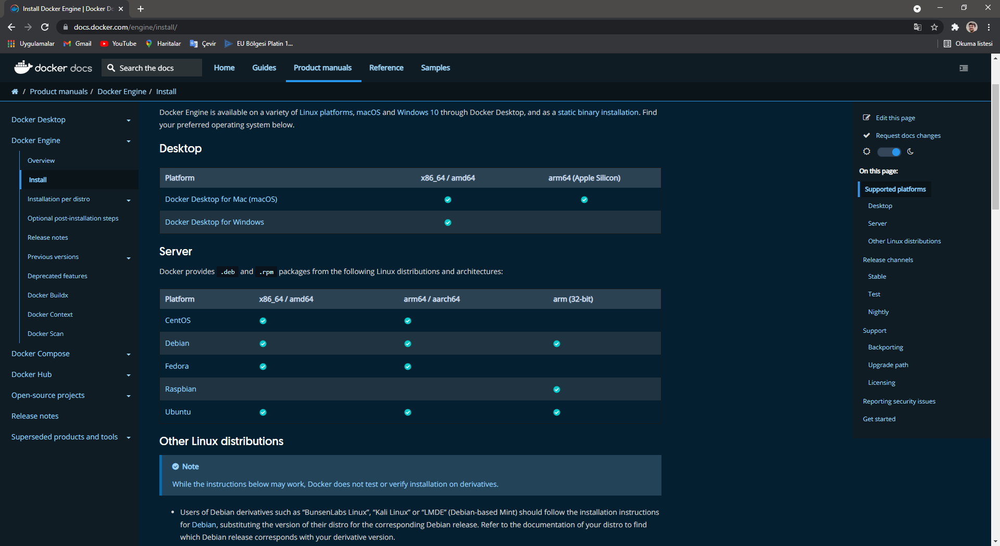 Install Docker Engine | Docker Do
docs.docker.com/engine/install/
Uygulamalar
Gmail
YouTube
Haritalar
Çevir
EU Bölgesi Platin 1...
Okuma listesi
docker docs
Search the docs
Home
Guides
Product manuals
Reference
Samples
/ Product manuals / Docker Engine / Install
Docker Desktop
Docker Engine
Overview
Install
Installation per distro
Optional post-installation steps
Release notes
Previous versions
Deprecated features
Docker Buildx
Docker Context
Docker Scan
Docker Compose
Docker Hub
Open-source projects
Release notes
Superseded products and tools
Docker Engine is available on a variety of Linux platforms, macOS and Windows 10 through Docker Desktop, and as a static binary installation. Find
your preferred operating system below.
Desktop
Platform x86_64 / amd64 arm64 (Apple Silicon)
Docker Desktop for Mac (macOS)
Docker Desktop for Windows
Server
Docker provides .deb and .rpm packages from the following Linux distributions and architectures:
Platform x86_64 / amd64 arm64 / aarch64 arm (32-bit)
CentOS
Debian
Fedora
Raspbian
Ubuntu
Other Linux distributions
Note
While the instructions below may work, Docker does not test or verify installation on derivatives.
• Users of Debian derivatives such as “BunsenLabs Linux”, “Kali Linux” or “LMDE” (Debian-based Mint) should follow the installation instructions
for Debian, substituting the version of their distro for the corresponding Debian release. Refer to the documentation of your distro to find
which Debian release corresponds with your derivative version.
Edit this page
Request docs changes
On this page:
Supported platforms
Desktop
Server
Other Linux distributions
Release channels
Stable
Test
Nightly
Support
Backporting
Upgrade path
Licensing
Reporting security issues
Get started